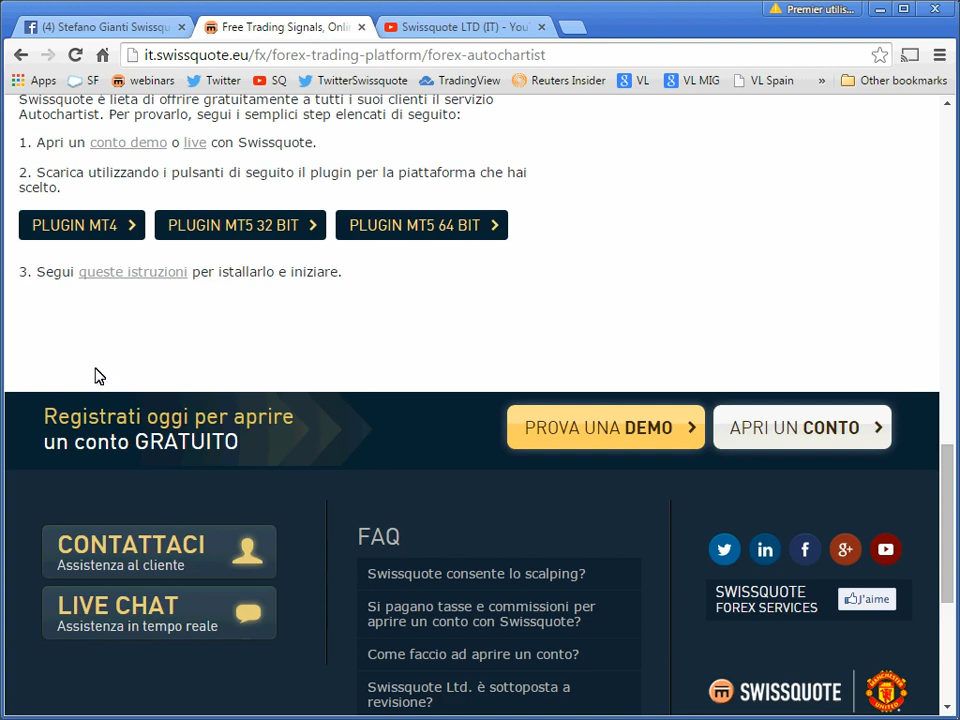 Premier utilis...
(4) Stefano Gianti Swissqu
Free Trading Signals, Onli
Swissquote LTD (IT) - You
it.swissquote.eu/fx/forex-trading-platform/forex-autochartist
Apps SF webinars Twitter SQ TwitterSwissquote TradingView Reuters Insider VL VL MIG VL Spain » Other bookmarks
Swissquote è lieta di offrire gratuitamente a tutti i suoi clienti il servizio
Autochartist. Per provarlo, segui i semplici step elencati di seguito:
1. Apri un conto demo o live con Swissquote.
2. Scarica utilizzando i pulsanti di seguito il plugin per la piattaforma che hai
scelto.
PLUGIN MT4
PLUGIN MT5 32 BIT
PLUGIN MT5 64 BIT
3. Segui queste istruzioni per istallarlo e iniziare.
Registrati oggi per aprire
un conto GRATUITO
PROVA UNA DEMO
APRI UN CONTO
CONTATTACI
Assistenza al cliente
LIVE CHAT
Assistenza in tempo reale
FAQ
Swissquote consente lo scalping?
Si pagano tasse e commissioni per
aprire un conto con Swissquote?
Come faccio ad aprire un conto?
Swissquote Ltd. è sottoposta a
revisione?
SWISSQUOTE
FOREX SERVICES
J'aime
SWISSQUOTE